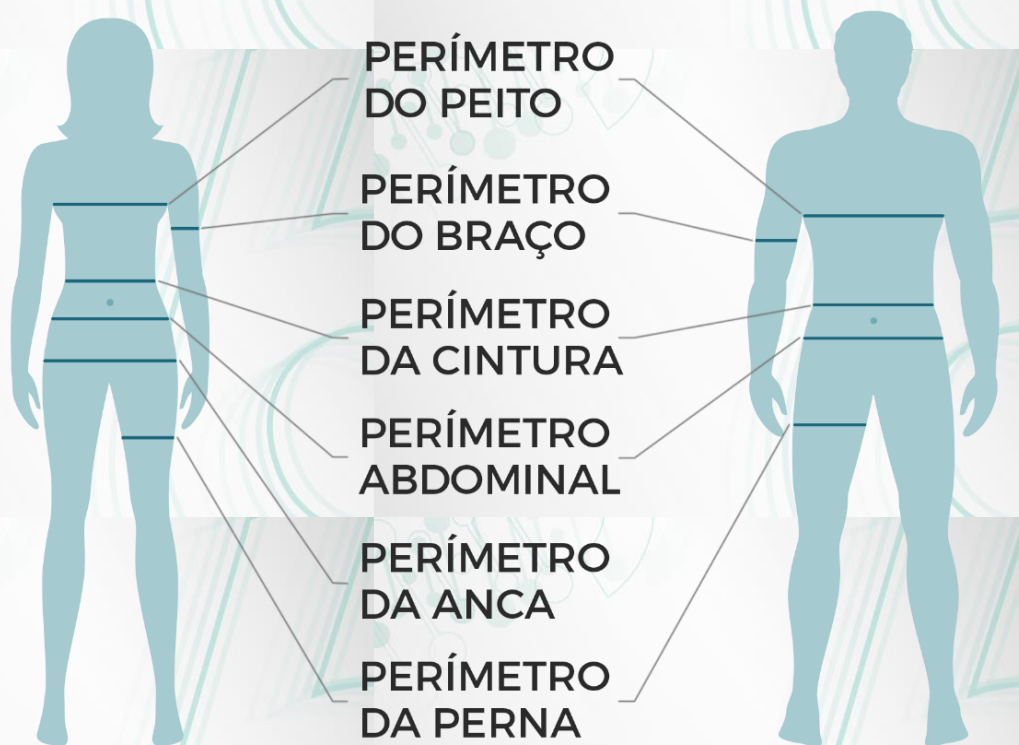 PERÍMETRO
DO PEITO
PERÍMETRO
DO BRAÇO
PERÍMETRO
DA CINTURA
PERÍMETRO
ABDOMINAL
PERÍMETRO
DA ANCA
PERÍMETRO
DA PERNA